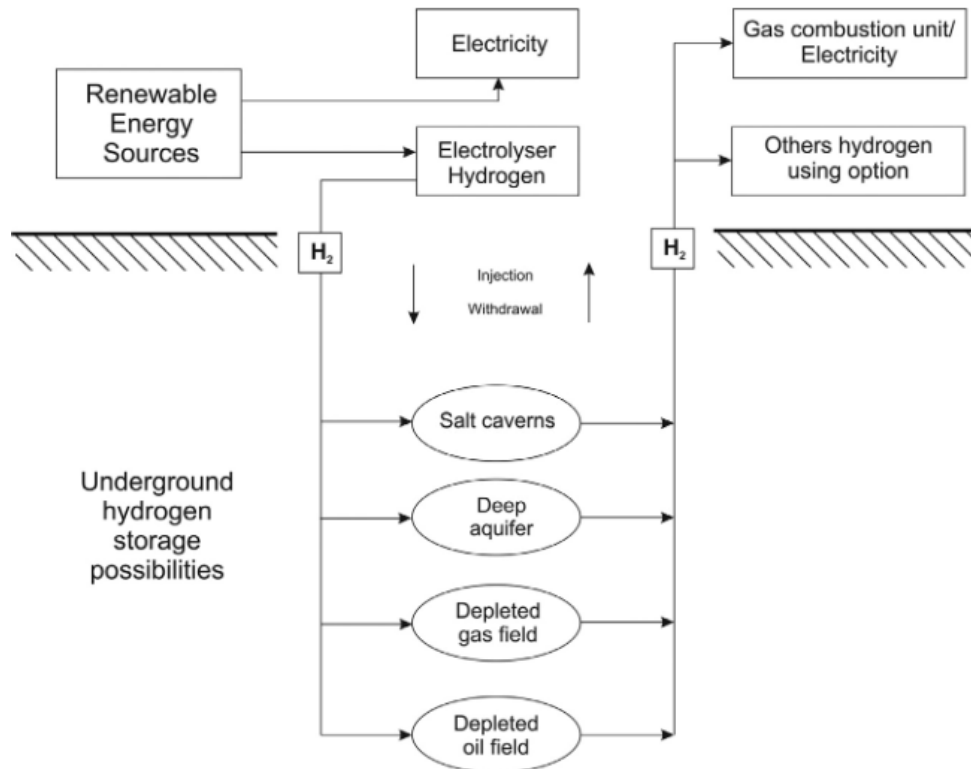 Electricity
Renewable
Energy
Sources
Electrolyser
Hydrogen
Gas combustion unit/
Electricity
Others hydrogen
using option
H₂
H₂
Injection
Withdrawal
Underground
hydrogen
storage
possibilities
Salt caverns
Deep
aquifer
Depleted
gas field
Depleted
oil field